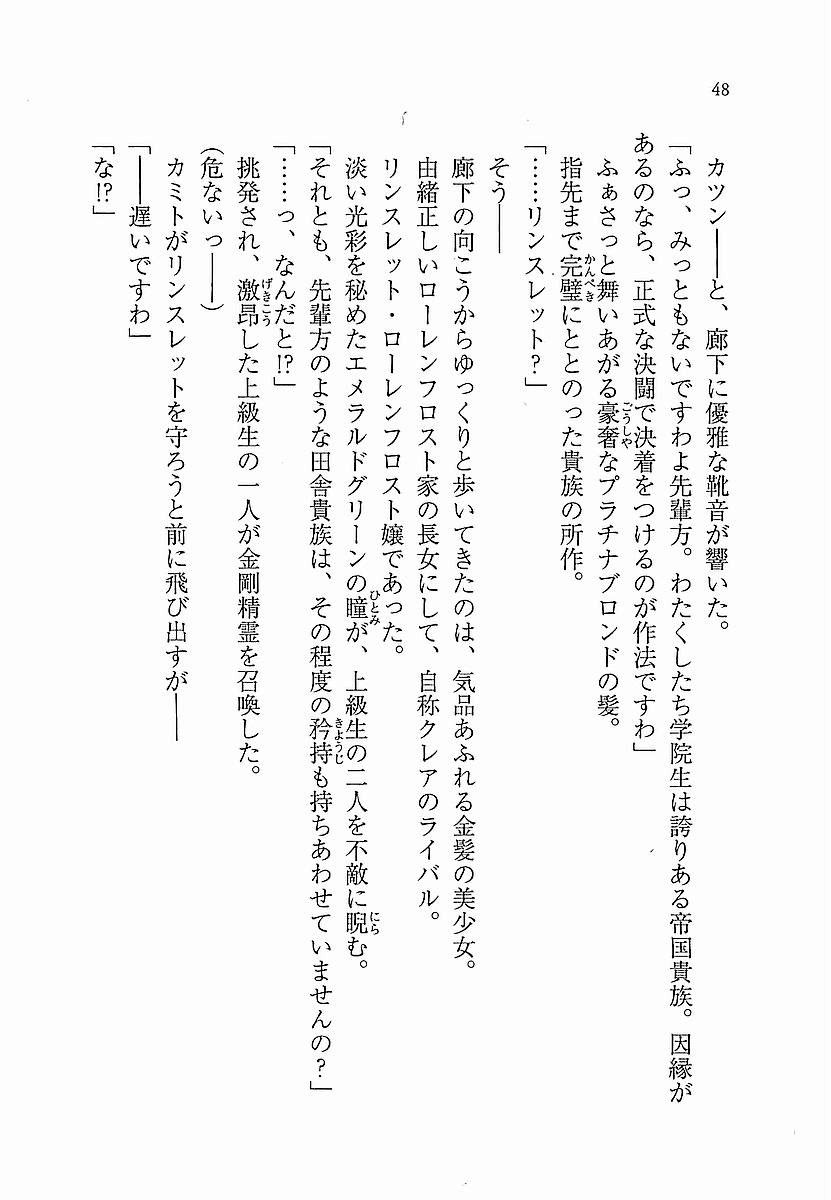 48
カツン――と、廊下に優雅な靴音が響いた。
「ふっ、みっともないですわよ先輩方。わたくしたち学院生は誇りある帝国貴族。因縁が
あるのなら、正式な決闘で決着をつけるのが作法ですわ」
ふぁさっと舞いあがる豪奢なプラチナブロンドの髪。
指先まで完璧にととのった貴族の所作。
「……リンスレット？」
そう――
廊下の向こうからゆっくりと歩いてきたのは、気品あふれる金髪の美少女。
由緒正しいローレンフロスト家の長女にして、自称クレアのライバル。
リンスレット・ローレンフロスト嬢であった。
淡い光彩を秘めたエメラルドグリーンの瞳が、上級生の二人を不敵に睨む。
「それとも、先輩方のような田舎貴族は、その程度の矜持も持ちあわせていませんの？」
「……っ、なんだと!?」
挑発され、激昂した上級生の一人が金剛精霊を召喚した。
（危ないっ――）
カミトがリンスレットを守ろうと前に飛び出すが――
「――遅いですわ」
「な!?」